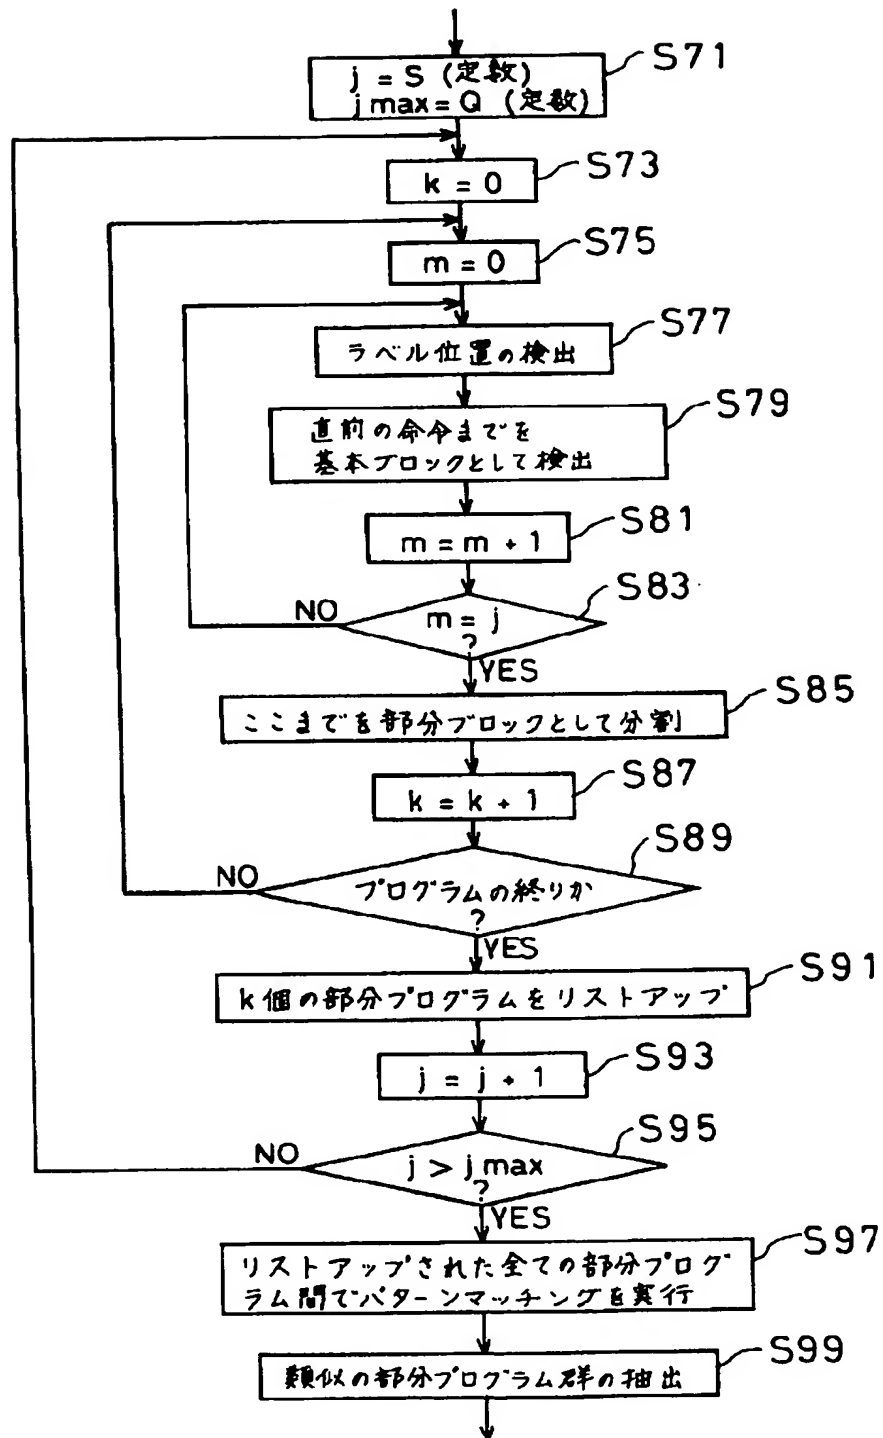 S71
j = S (定数)
j max = Q (定数)
S73
k = 0
S75
m = 0
S77
ラベル位置の検出
S79
直前の命令までを
基本ブロックとして検出
S81
m = m + 1
S83
NO
m = j
?
YES
S85
ここまでを部分ブロックとして分割
S87
k = k + 1
S89
NO
プログラムの終りか
?
YES
S91
k個の部分プログラムをリストアップ
S93
j = j + 1
S95
NO
j > j max
?
YES
S97
リストアップされた全ての部分プログ
ラム間でパターンマッチングを実行
S99
類似の部分プログラム群の抽出